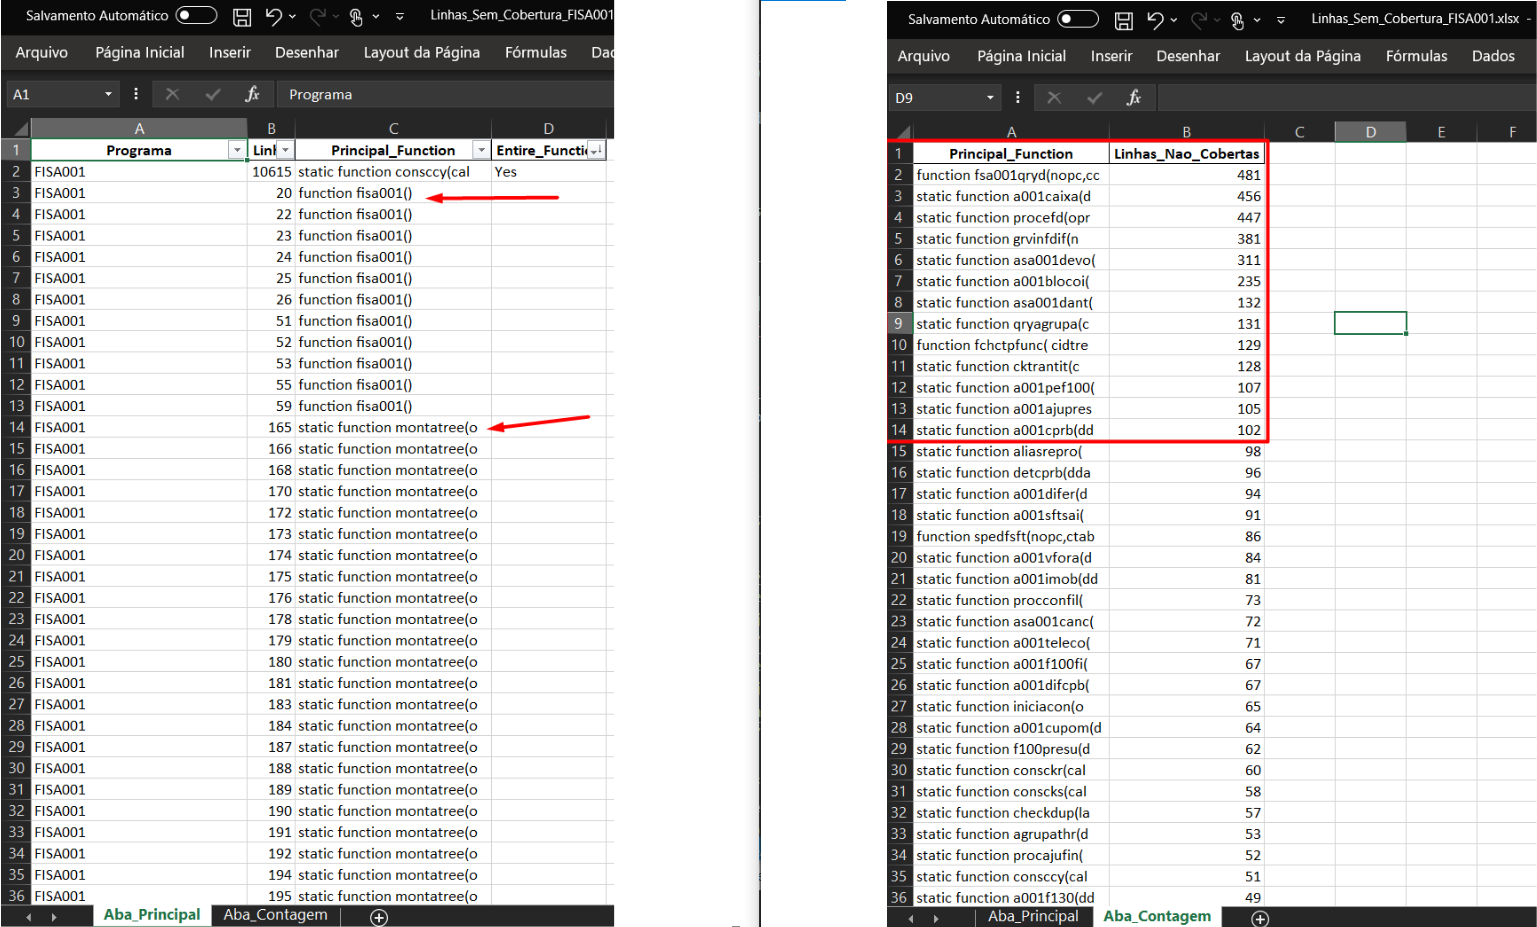 Salvamento Automático
Linhas_Sem_Cobertura_FISA001
Arquivo Página Inicial Inserir Desenhar Layout da Página Fórmulas
A1 fx Programa
A B C D
1 Programa Principal_Function
2 FISA001 10615 static function consccy(cal Yes
3 FISA001 20 function fisa001()
4 FISA001 22 function fisa001()
5 FISA001 23 function fisa001()
6 FISA001 24 function fisa001()
7 FISA001 25 function fisa001()
8 FISA001 26 function fisa001()
9 FISA001 51 function fisa001()
10 FISA001 52 function fisa001()
11 FISA001 53 function fisa001()
12 FISA001 55 function fisa001()
13 FISA001 59 function fisa001()
14 FISA001 165 static function montatree(o
15 FISA001 166 static function montatree(o
16 FISA001 168 static function montatree(o
17 FISA001 170 static function montatree(o
18 FISA001 172 static function montatree(o
19 FISA001 173 static function montatree(o
20 FISA001 174 static function montatree(o
21 FISA001 175 static function montatree(o
22 FISA001 176 static function montatree(o
23 FISA001 178 static function montatree(o
24 FISA001 179 static function montatree(o
25 FISA001 180 static function montatree(o
26 FISA001 181 static function montatree(o
27 FISA001 183 static function montatree(o
28 FISA001 184 static function montatree(o
29 FISA001 187 static function montatree(o
30 FISA001 188 static function montatree(o
31 FISA001 189 static function montatree(o
32 FISA001 190 static function montatree(o
33 FISA001 191 static function montatree(o
34 FISA001 192 static function montatree(o
35 FISA001 194 static function montatree(o
36 FISA001 195 static function montatree(o
Aba_Principal Aba_Contagem
Salvamento Automático
Linhas_Sem_Cobertura_FISA001.xlsx -
Arquivo Página Inicial Inserir Desenhar Layout da Página Fórmulas Dados
D9 fx
A B C D E F
1 Principal_Function Linhas_Nao_Cobertas
2 function fsa001qryd(nopc,cc 481
3 static function a001caixa(d 456
4 static function procefd(opr 447
5 static function grvinfdif(n 381
6 static function asa001devo( 311
7 static function a001blocoi( 235
8 static function asa001dant( 132
9 static function qryagrupa(c 131
10 function fchctpfunc( cidtre 129
11 static function cktrantit(c 128
12 static function a001pef100( 107
13 static function a001ajupres 105
14 static function a001cprb(dd 102
15 static function aliasrepro( 98
16 static function detcprb(dda 96
17 static function a001difer(d 94
18 static function a001sftsai( 91
19 function spedfsft(nopc,ctab 86
20 static function a001vfora(d 84
21 static function a001imob(dd 81
22 static function procconfil( 73
23 static function asa001canc( 72
24 static function a001teleco( 71
25 static function a001f100fi( 67
26 static function a001difcpb( 67
27 static function iniciacon(o 65
28 static function a001cupom(d 64
29 static function f100presu(d 62
30 static function consckr(cal 60
31 static function conscks(cal 58
32 static function checkdup(la 57
33 static function agrupathr(d 53
34 static function procajufin( 52
35 static function consccy(cal 51
36 static function a001f130(dd 49
Aba_Principal Aba_Contagem